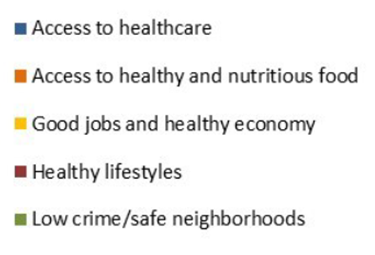 Access to healthcare
Access to healthy and nutritious food
Good jobs and healthy economy
Healthy lifestyles
Low crime/safe neighborhoods